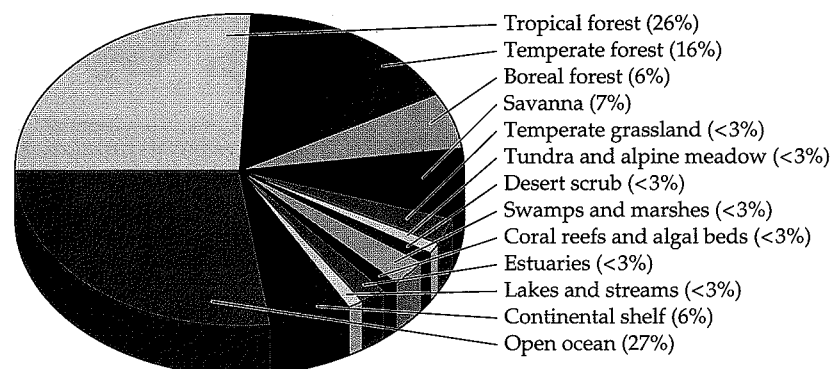 Tropical forest (26%)
Temperate forest (16%)
Boreal forest (6%)
Savanna (7%)
Temperate grassland (<3%)
Tundra and alpine meadow (<3%)
Desert scrub (<3%)
Swamps and marshes (<3%)
Coral reefs and algal beds (<3%)
Estuaries (<3%)
Lakes and streams (<3%)
Continental shelf (6%)
Open ocean (27%)